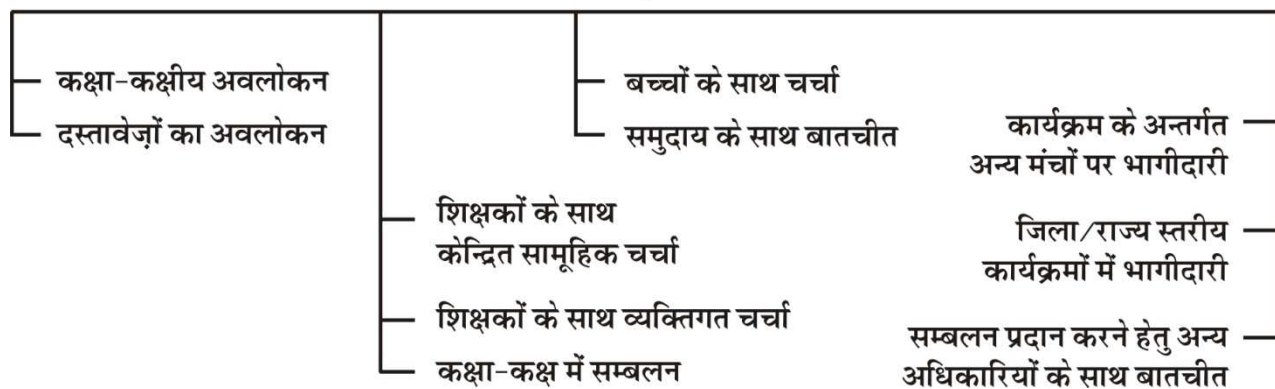 कक्षा-कक्षीय अवलोकन
दस्तावेज़ों का अवलोकन
शिक्षकों के साथ
केन्द्रित सामूहिक चर्चा
शिक्षकों के साथ व्यक्तिगत चर्चा
कक्षा-कक्ष में सम्बलन
बच्चों के साथ चर्चा
समुदाय के साथ बातचीत
कार्यक्रम के अन्तर्गत
अन्य मंचों पर भागीदारी
जिला/राज्य स्तरीय
कार्यक्रमों में भागीदारी
सम्बलन प्रदान करने हेतु अन्य
अधिकारियों के साथ बातचीत